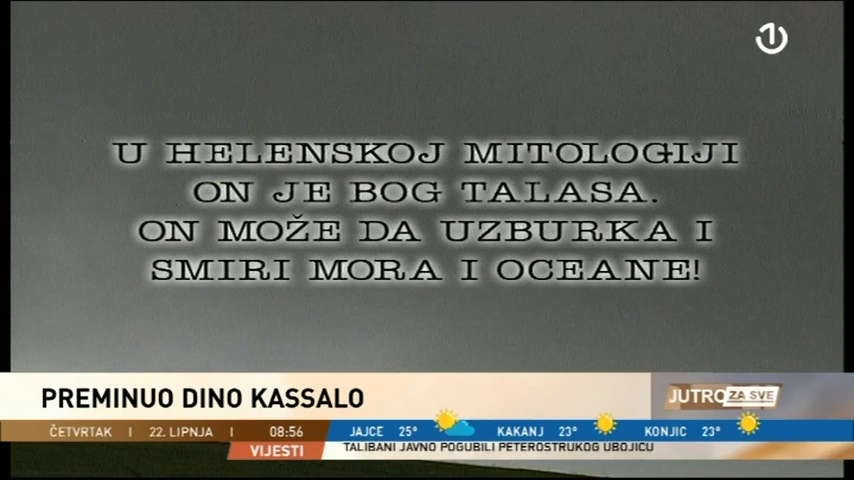 U HELENSKOJ MITOLOGIJI
ON JE BOG TALASA.
ON MOŽE DA UZBURKA I
SMIRI MORA I OCEANE!
PREMINUO DINO KASSALO
JUTRO ZA SVE
ČETVRTAK | 22. LIPNJA | 08:56 JAJCE 25° KAKANJ 23° KONJIC 23°
VIJESTI TALIBANI JAVNO POGUBILI PETEROSTRUKOG UBOJICU